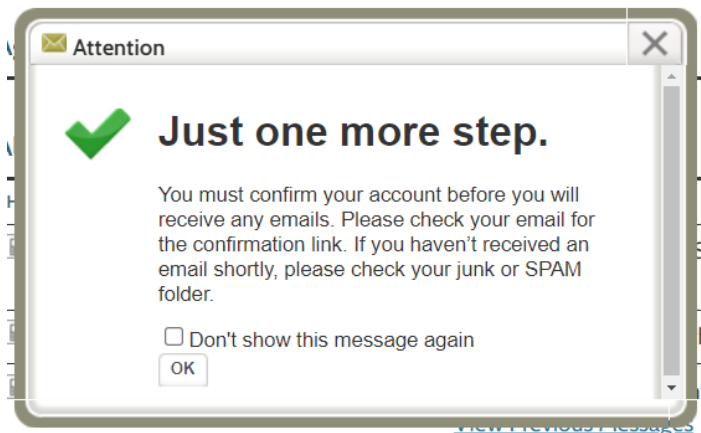 Attention
Just one more step.
You must confirm your account before you will
receive any emails. Please check your email for
the confirmation link. If you haven’t received an
email shortly, please check your junk or SPAM
folder.
Don't show this message again
OK
View Previous Messages